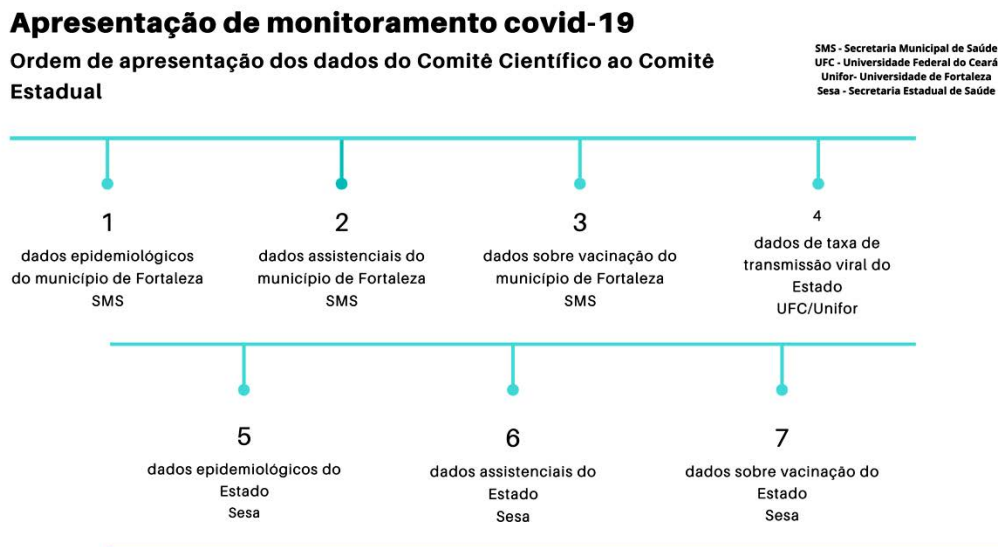 Apresentação de monitoramento covid-19
Ordem de apresentação dos dados do Comitê Científico ao Comitê
Estadual
SMS - Secretaria Municipal de Saúde
UFC - Universidade Federal do Ceará
Unifor- Universidade de Fortaleza
Sesa - Secretaria Estadual de Saúde
1
dados epidemiológicos
do município de Fortaleza
SMS
2
dados assistenciais do
município de Fortaleza
SMS
3
dados sobre vacinação do
município de Fortaleza
SMS
4
dados de taxa de
transmissão viral do
Estado
UFC/Unifor
5
dados epidemiológicos do
Estado
Sesa
6
dados assistenciais do
Estado
Sesa
7
dados sobre vacinação do
Estado
Sesa